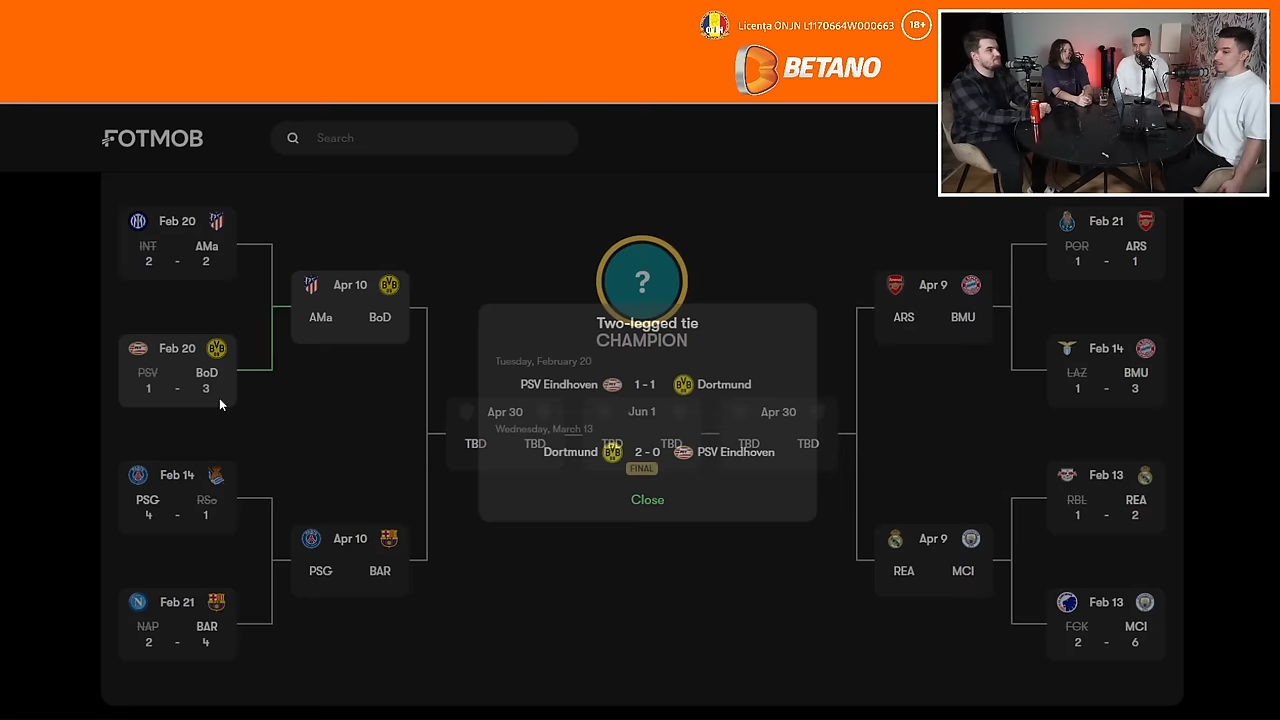 Licența ONJN L1170664W000663
18+
BETANO
FOTMOB
Search
Feb 20
INT AMa
2 - 2
Feb 20
PSV BoD
1 - 3
Feb 14
PSG RSo
4 - 1
Feb 21
NAP BAR
2 - 4
Apr 10
AMa BoD
Apr 10
PSG BAR
?
Two-legged tie
CHAMPION
Tuesday, February 20
PSV Eindhoven 1 - 1 Dortmund
Apr 30
Jun 1
Apr 30
Wednesday, March 13
TBD TBD TBD TBD TBD TBD
Dortmund 2 - 0 PSV Eindhoven
FINAL
Close
Apr 9
ARS BMU
Apr 9
REA MCI
Feb 21
POR ARS
1 - 1
Feb 14
LAZ BMU
1 - 3
Feb 13
RBL REA
1 - 2
Feb 13
FCK MCI
2 - 6